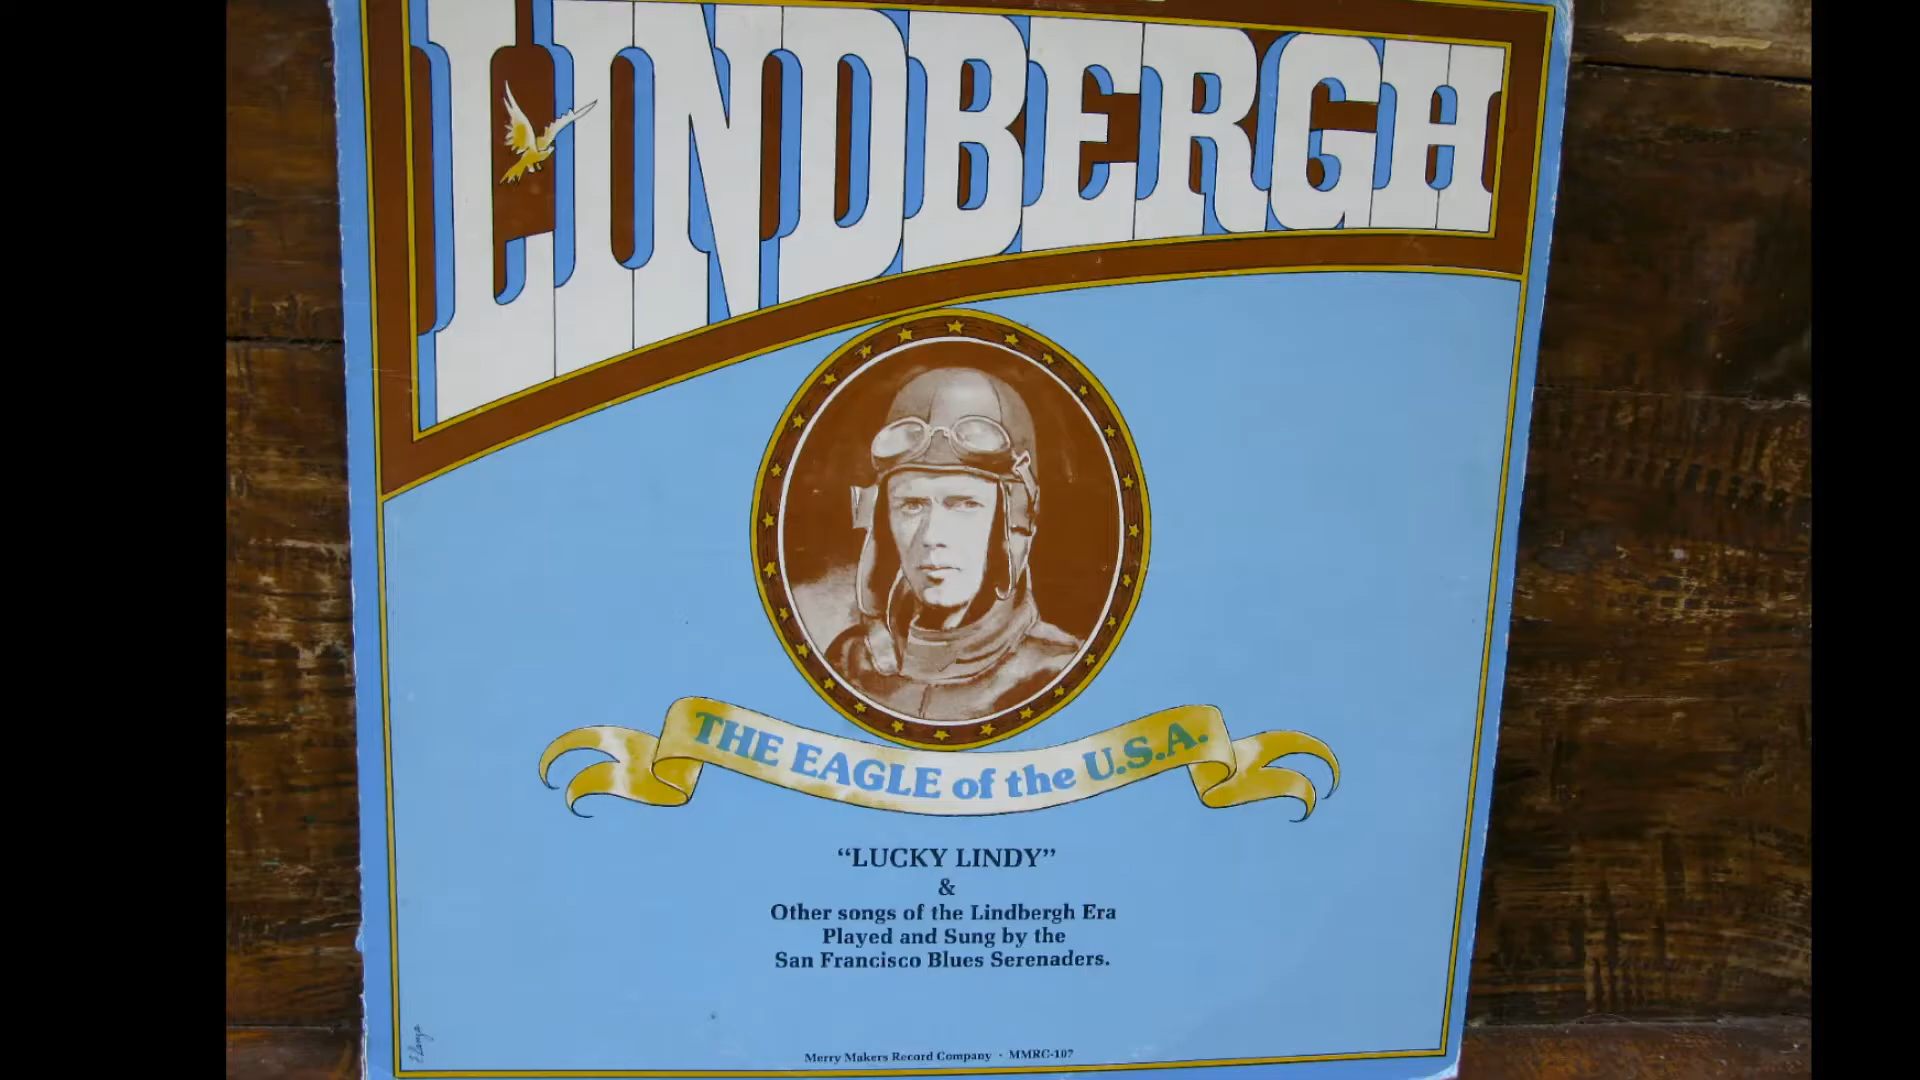 LINDBERGH
THE EAGLE of the U.S.A.
“LUCKY LINDY”
&
Other songs of the Lindbergh Era
Played and Sung by the
San Francisco Blues Serenaders.
Merry Makers Record Company · MMRC-107